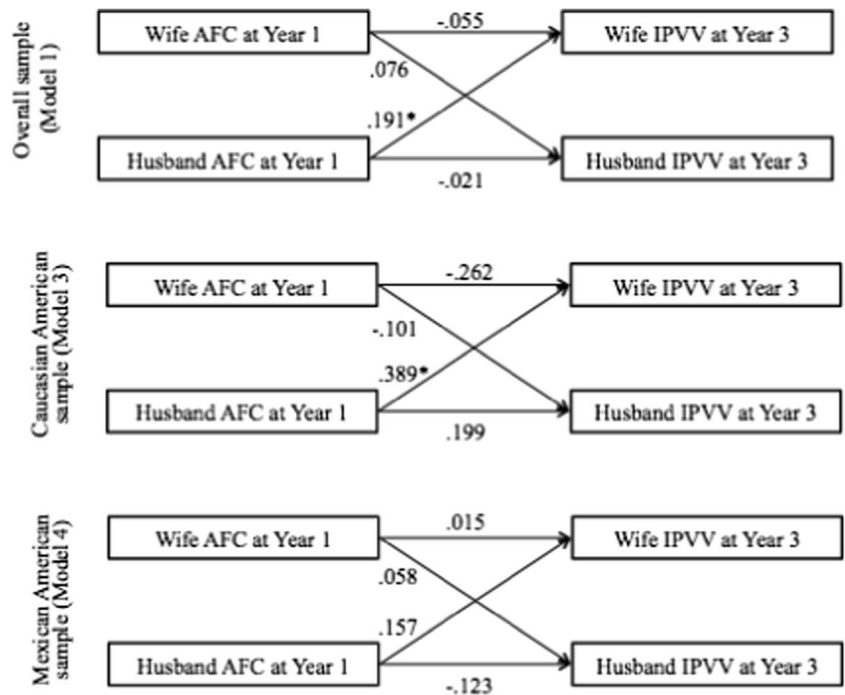 Overall sample
(Model 1)
Wife AFC at Year 1
-.055
Wife IPVV at Year 3
.076
.191*
Husband AFC at Year 1
-.021
Husband IPVV at Year 3
Caucasian American
sample (Model 3)
Wife AFC at Year 1
-.262
Wife IPVV at Year 3
-.101
.389*
Husband AFC at Year 1
.199
Husband IPVV at Year 3
Mexican American
sample (Model 4)
Wife AFC at Year 1
.015
Wife IPVV at Year 3
.058
.157
Husband AFC at Year 1
-.123
Husband IPVV at Year 3